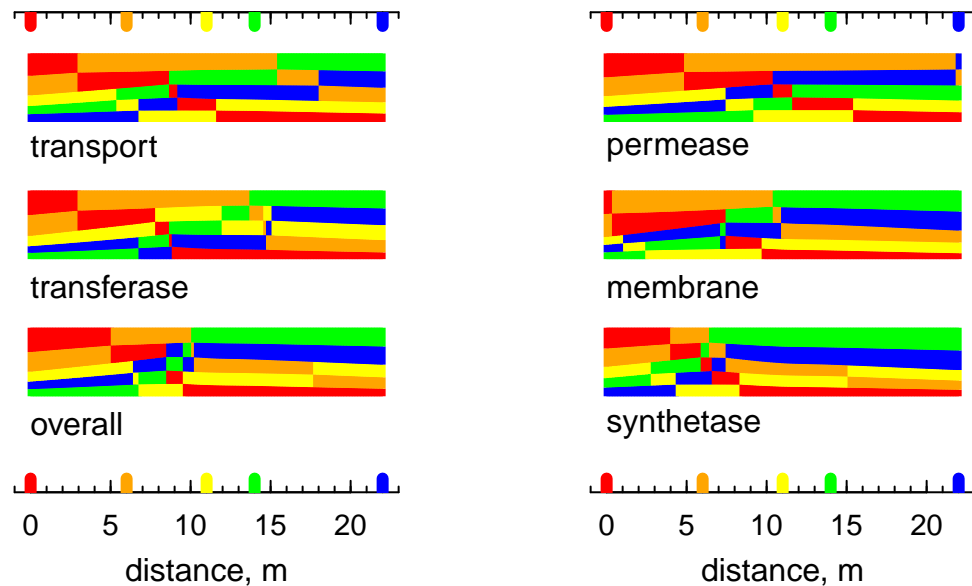 transport
permease
transferase
membrane
overall
synthetase
0 5 10 15 20
0 5 10 15 20
distance, m
distance, m